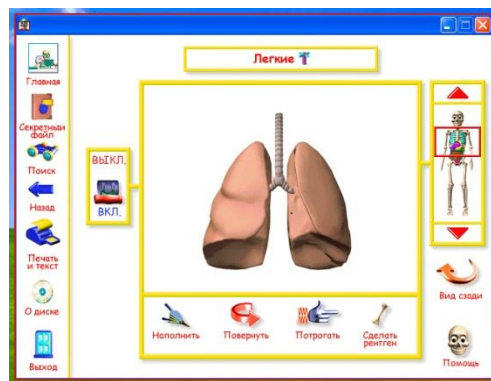 Легкие
Главная
Секретный
файл
Поиск
Назад
Печать
и текст
О диске
Выход
ВЫКЛ.
ВКЛ.
Наполнить
Повернуть
Потрогать
Сделать
рентген
Вид сзади
Помощь